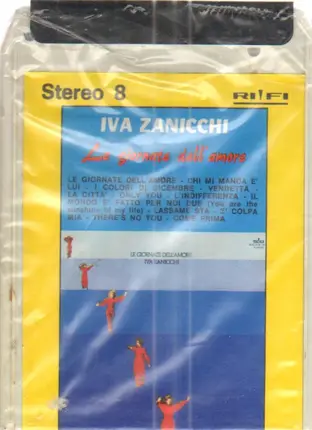 Stereo 8
RI-FI
IVA ZANICCHI
Le giornate dell'amore
LE GIORNATE DELL'AMORE - CHI MI MANCA E'
LUI - I COLORI DI DICEMBRE - VENDETTA -
LA CITTA' - ONLY YOU - L'INDIFFERENZA - IL
MONDO E' FATTO PER NOI DUE (You are the
sunshine of my life) - LASSAME STA - E' COLPA
MIA - THERE'S NO YOU - COME PRIMA
LE GIORNATE DELL'AMORE
IVA ZANICCHI